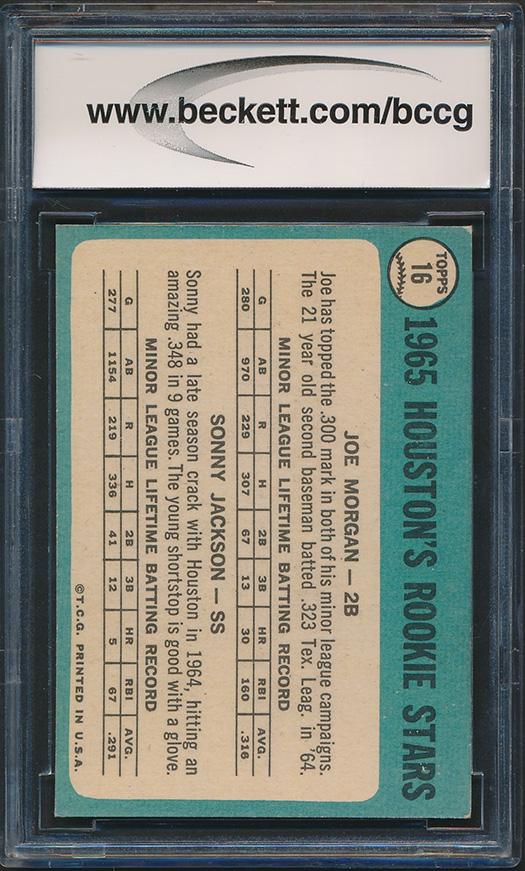 www.beckett.com/bccg
TOPPS
16
1965 HOUSTON'S ROOKIE STARS
JOE MORGAN — 2B
Joe has topped the .300 mark in both of his minor league campaigns.
The 21 year old second baseman batted .323 Tex. Leag. in '64.
MINOR LEAGUE LIFETIME BATTING RECORD
G AB R H 2B 3B HR RBI AVG.
280 970 229 307 67 13 30 160 .316
SONNY JACKSON — SS
Sonny had a late season crack with Houston in 1964, hitting an
amazing .348 in 9 games. The young shortstop is good with a glove.
MINOR LEAGUE LIFETIME BATTING RECORD
G AB R H 2B 3B HR RBI AVG.
277 1154 219 336 41 12 5 67 .291
©T.C.G. PRINTED IN U.S.A.